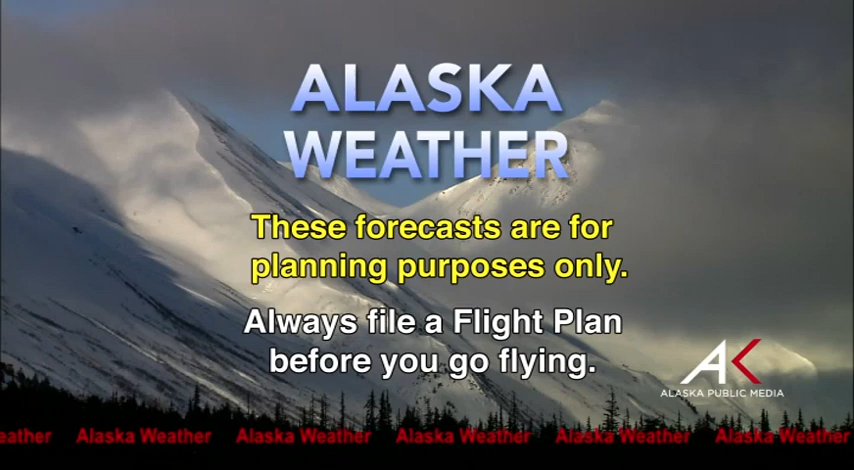 ALASKA
WEATHER
These forecasts are for
planning purposes only.
Always file a Flight Plan
before you go flying.
AK
ALASKA PUBLIC MEDIA
eather Alaska Weather Alaska Weather Alaska Weather Alaska Weather Alaska Weather